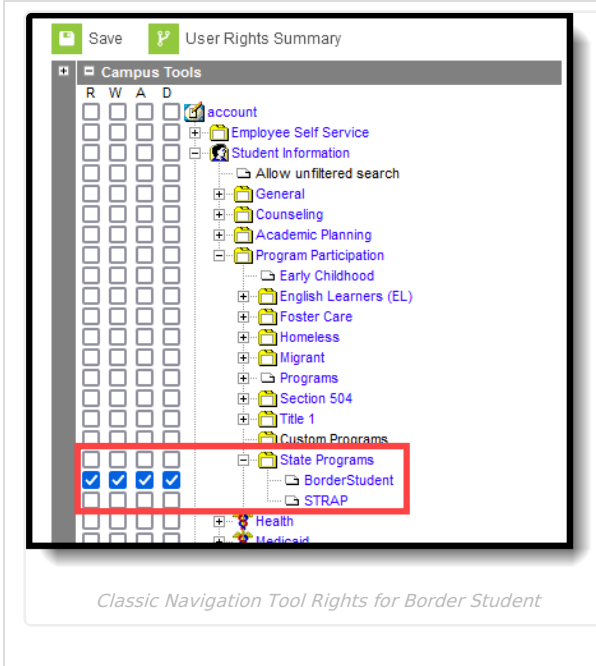 Save User Rights Summary
Campus Tools
R W A D
account
Employee Self Service
Student Information
Allow unfiltered search
General
Counseling
Academic Planning
Program Participation
Early Childhood
English Learners (EL)
Foster Care
Homeless
Migrant
Programs
Section 504
Title 1
Custom Programs
State Programs
BorderStudent
STRAP
Health
Medicaid
Classic Navigation Tool Rights for Border Student